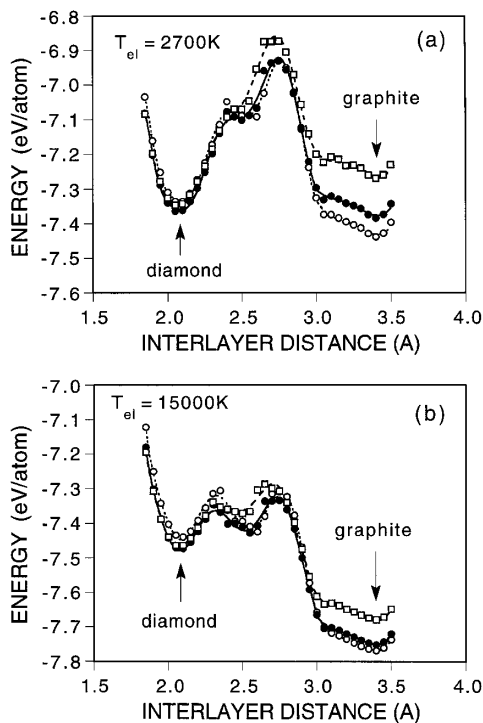 (a)
T_el = 2700K
graphite
diamond
ENERGY (eV/atom)
-6.8
-6.9
-7.0
-7.1
-7.2
-7.3
-7.4
-7.5
-7.6
1.5 2.0 2.5 3.0 3.5 4.0
INTERLAYER DISTANCE (A)
(b)
T_el = 15000K
graphite
diamond
ENERGY (eV/atom)
-7.0
-7.1
-7.2
-7.3
-7.4
-7.5
-7.6
-7.7
-7.8
1.5 2.0 2.5 3.0 3.5 4.0
INTERLAYER DISTANCE (A)